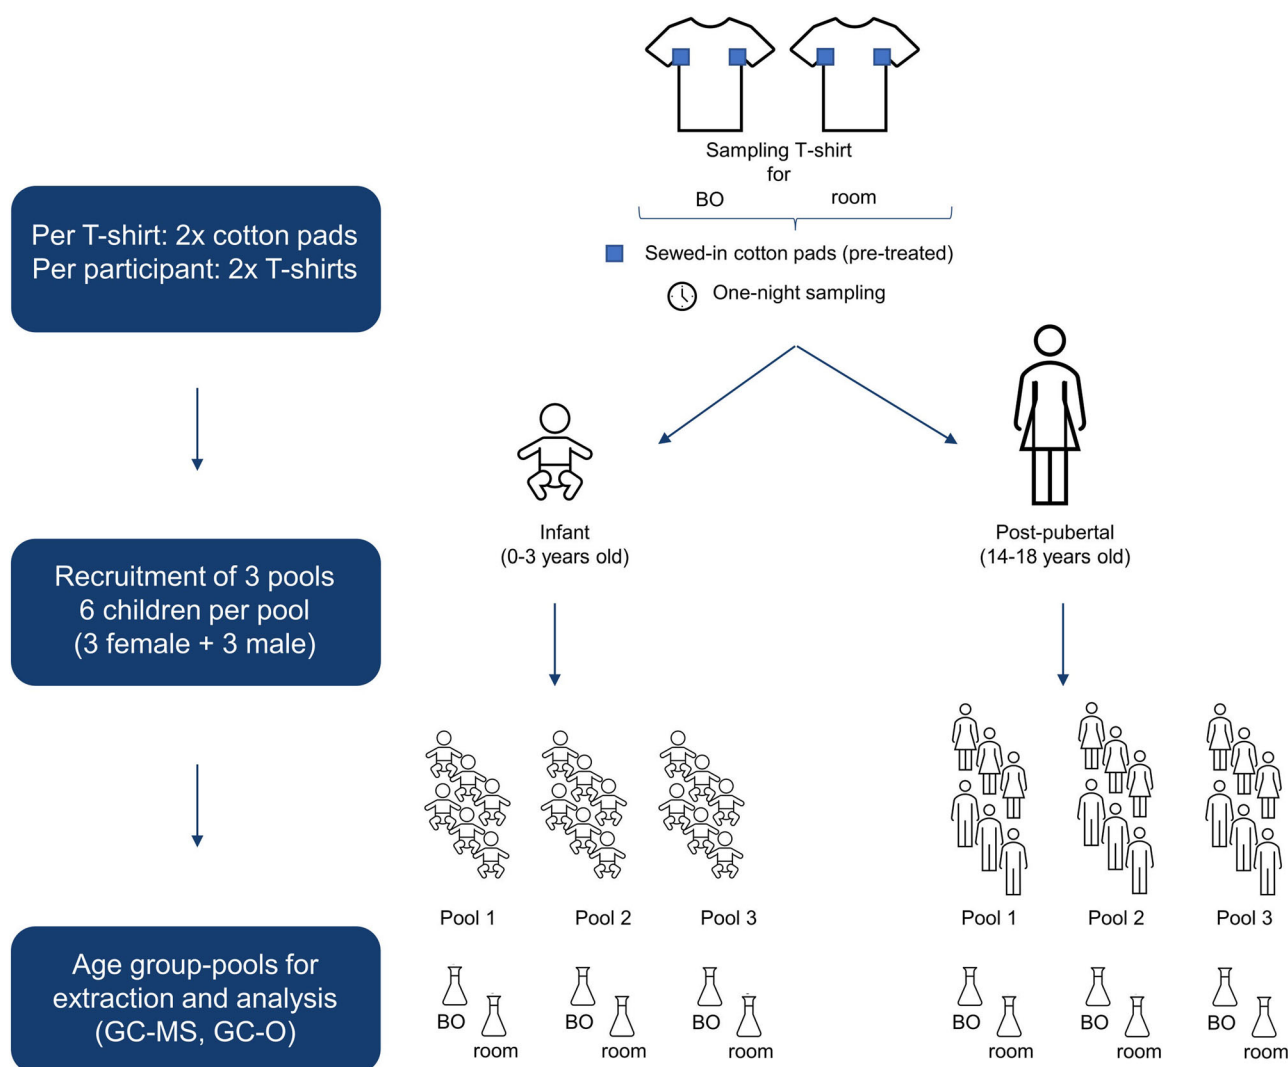 Sampling T-shirt
for
BO
room
Sewed-in cotton pads (pre-treated)
One-night sampling
Per T-shirt: 2x cotton pads
Per participant: 2x T-shirts
Infant
(0-3 years old)
Post-pubertal
(14-18 years old)
Recruitment of 3 pools
6 children per pool
(3 female + 3 male)
Pool 1
Pool 2
Pool 3
Pool 1
Pool 2
Pool 3
Age group-pools for
extraction and analysis
(GC-MS, GC-O)
BO
room
BO
room
BO
room
BO
room
BO
room
BO
room